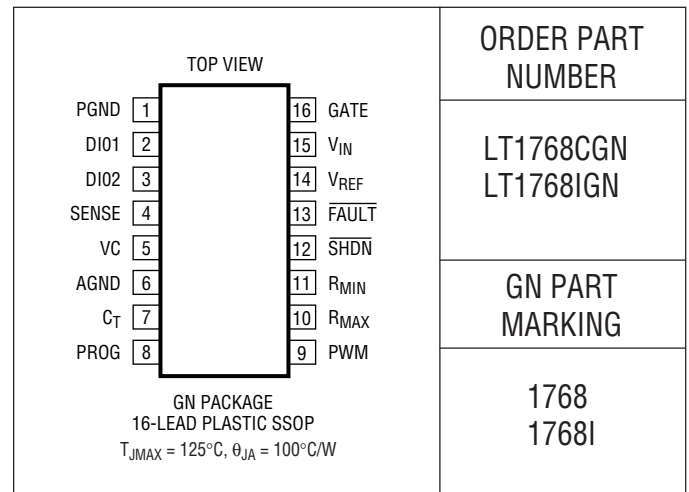 TOP VIEW
PGND 1
DI01 2
DI02 3
SENSE 4
VC 5
AGND 6
CT 7
PROG 8
16 GATE
15 VIN
14 VREF
13 FAULT
12 SHDN
11 RMIN
10 RMAX
9 PWM
GN PACKAGE
16-LEAD PLASTIC SSOP
TJMAX = 125°C, θJA = 100°C/W
ORDER PART
NUMBER
LT1768CGN
LT1768IGN
GN PART
MARKING
1768
1768I